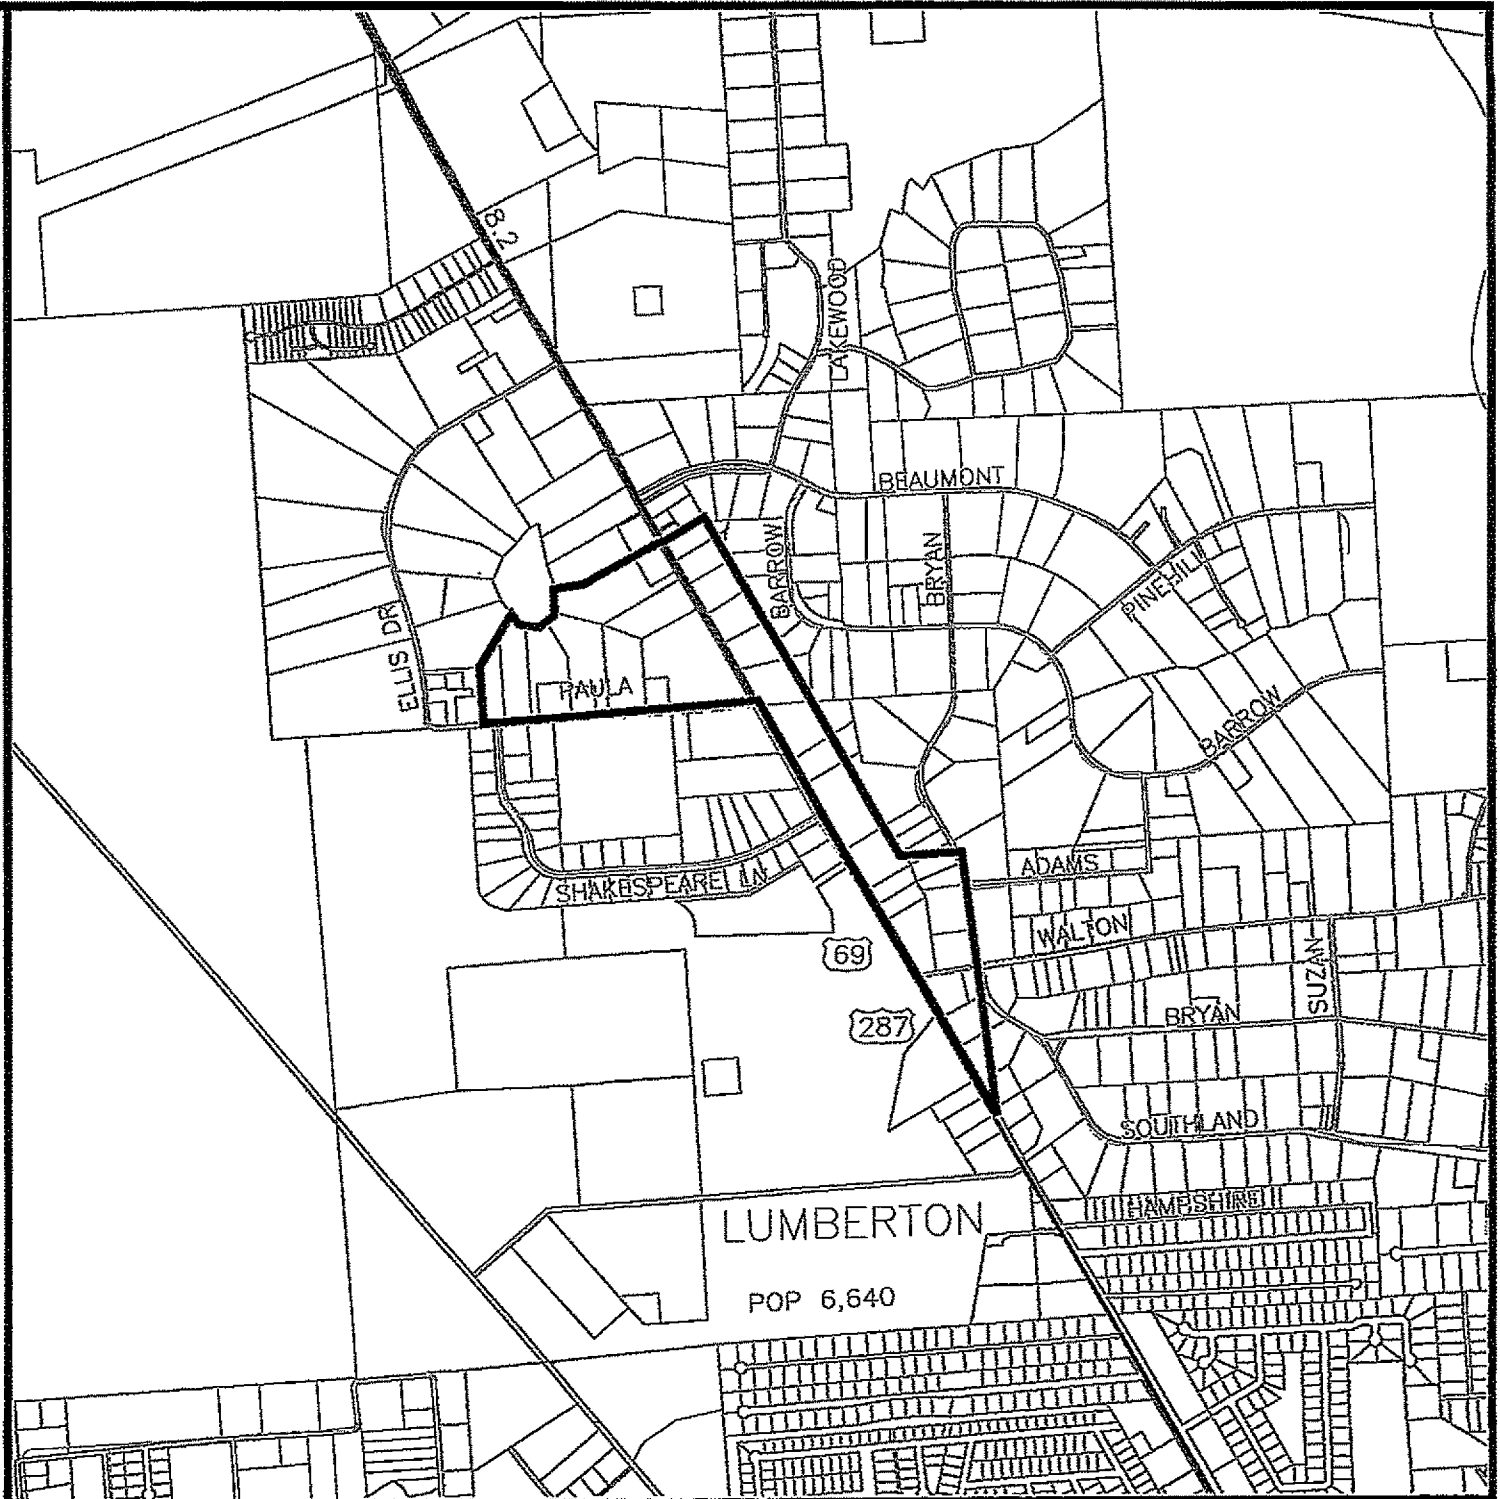 8.2
LAKEWOOD
BEAUMONT
BARROW
BRYAN
PINEHILL
ELLIS DR
PAULA
BARROW
SHAKESPEARE LN
ADAMS
WALTON
69
SUZAN
287
BRYAN
SOUTHLAND
HAMPSHIRE
LUMBERTON
POP 6,640